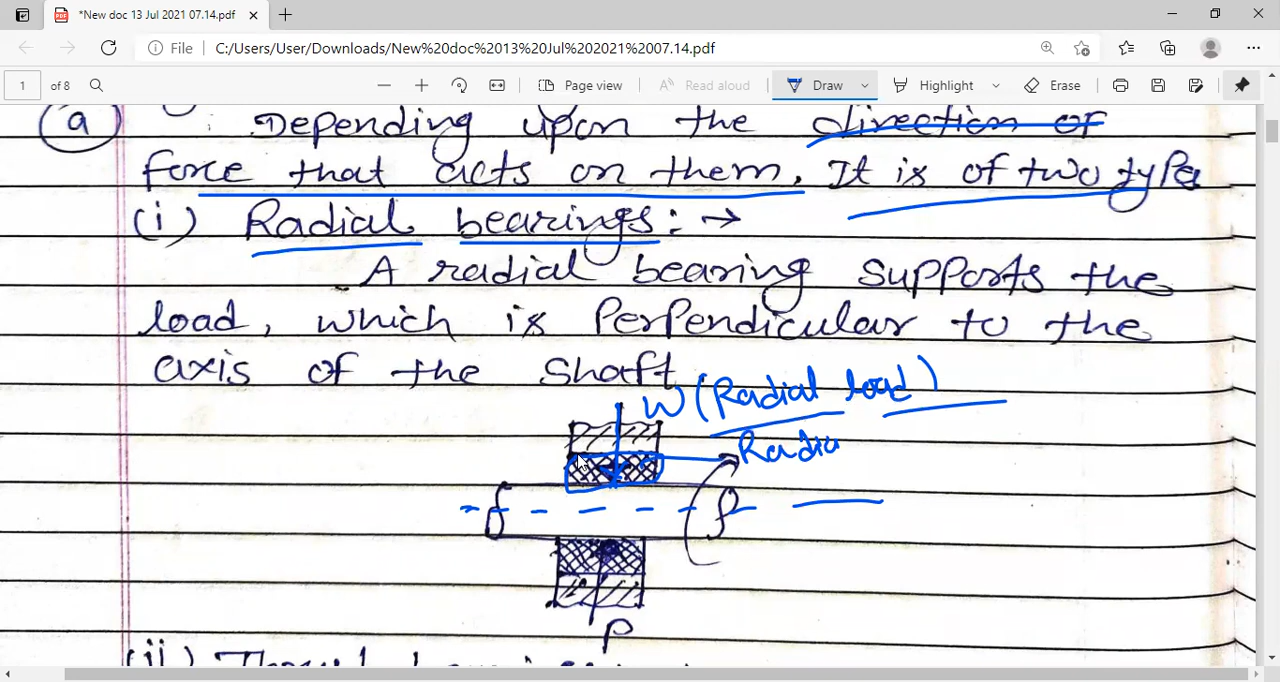 *New doc 13 Jul 2021 07.14.pdf
File C:/Users/User/Downloads/New%20doc%2013%20Jul%202021%2007.14.pdf
1 of 8 Page view Read aloud Draw Highlight Erase
(a) Depending upon the direction of
force that acts on them. It is of two type
(i) Radial bearings: →
A radial bearing supports the
load, which is perpendicular to the
axis of the shaft
W (Radial load)
Radia
P
(ii)